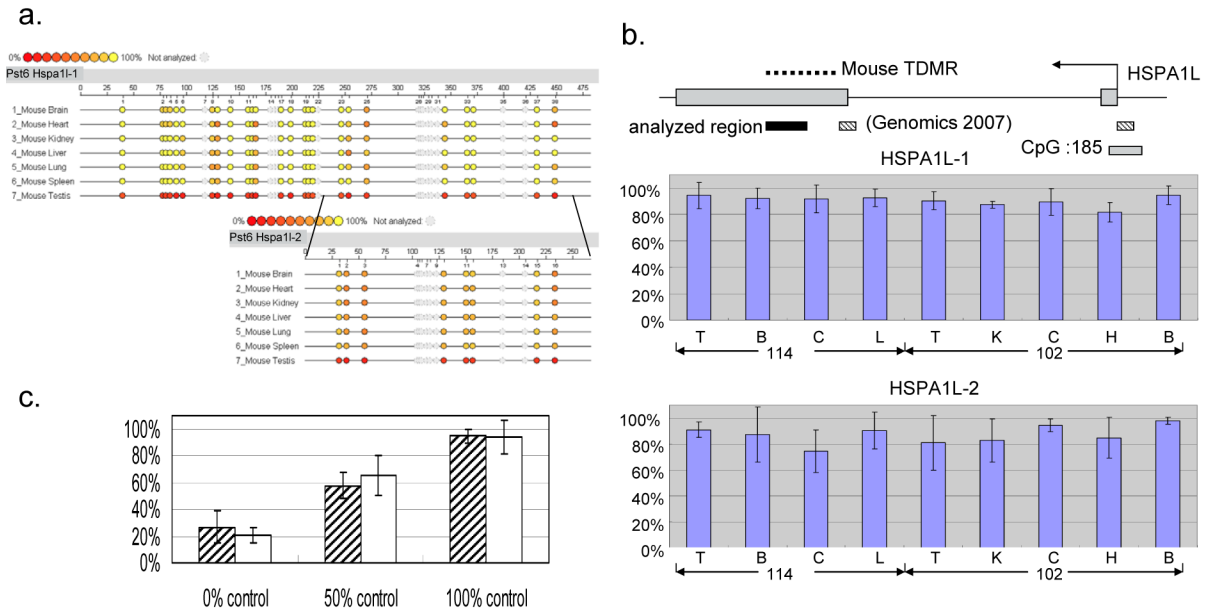 a.
0% 100% Not analyzed:
Pst6 Hspa1l-1
0 25 50 75 100 125 150 175 200 225 250 275 300 325 350 375 400 425 450 475
1_Mouse Brain
2_Mouse Heart
3_Mouse Kidney
4_Mouse Liver
5_Mouse Lung
6_Mouse Spleen
7_Mouse Testis
0% 100% Not analyzed:
Pst6 Hspa1l-2
0 25 50 75 100 125 150 175 200 225 250
1_Mouse Brain
2_Mouse Heart
3_Mouse Kidney
4_Mouse Liver
5_Mouse Lung
6_Mouse Spleen
7_Mouse Testis
b.
Mouse TDMR
HSPA1L
analyzed region
(Genomics 2007)
CpG :185
HSPA1L-1
100%
80%
60%
40%
20%
0%
T B C L T K C H B
114 102
HSPA1L-2
100%
80%
60%
40%
20%
0%
T B C L T K C H B
114 102
c.
100%
80%
60%
40%
20%
0%
0% control 50% control 100% control